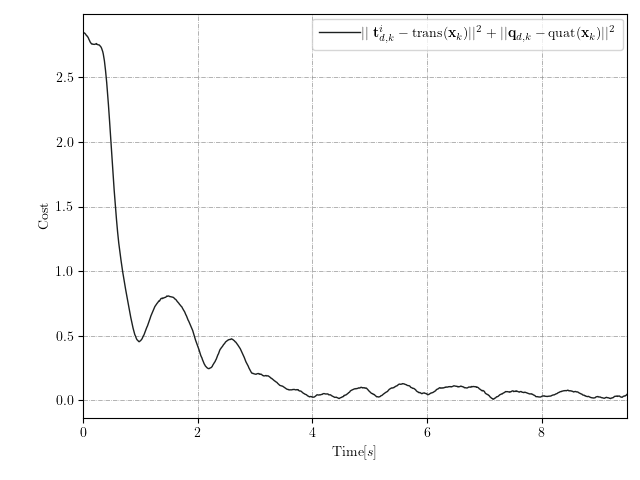 || t^i_{d,k} − trans(x_k)||^2 + ||q_{d,k} − quat(x_k)||^2
2.5
2.0
1.5
1.0
0.5
0.0
Cost
0 2 4 6 8
Time[s]